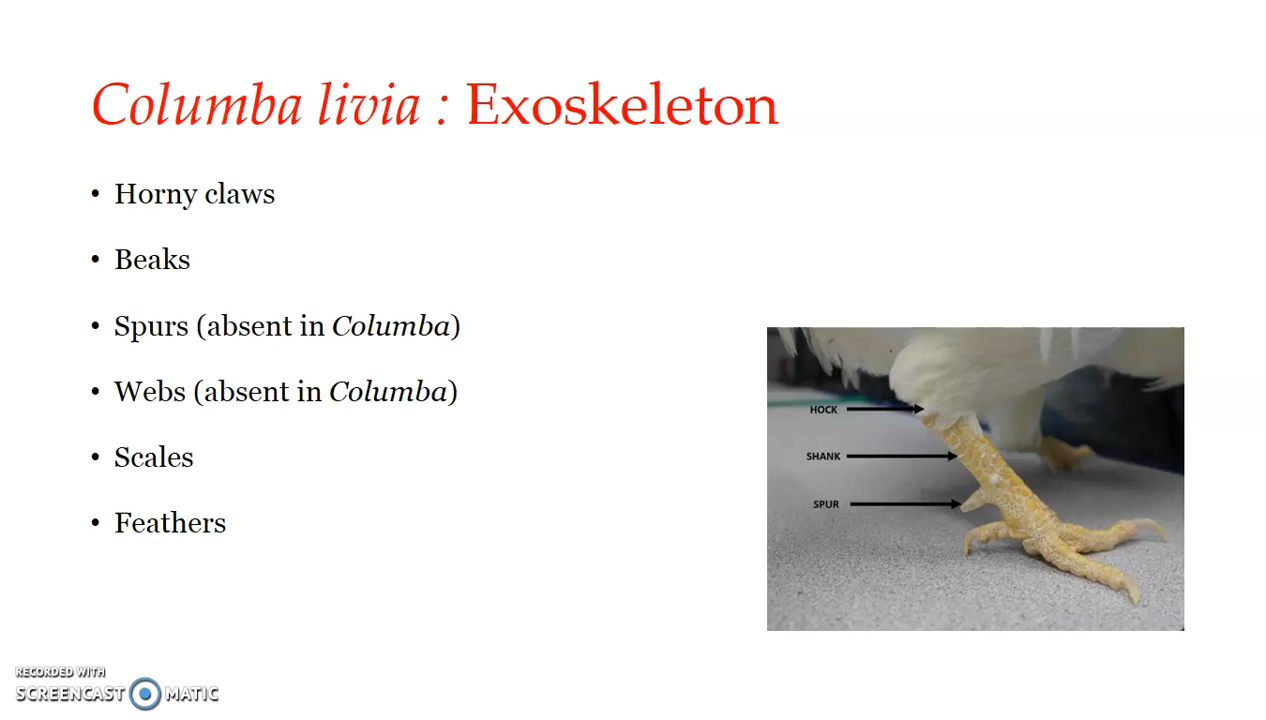 Columba livia : Exoskeleton
• Horny claws
• Beaks
• Spurs (absent in Columba)
• Webs (absent in Columba)
• Scales
• Feathers
HOCK
SHANK
SPUR
RECORDED WITH
SCREENCAST MATIC